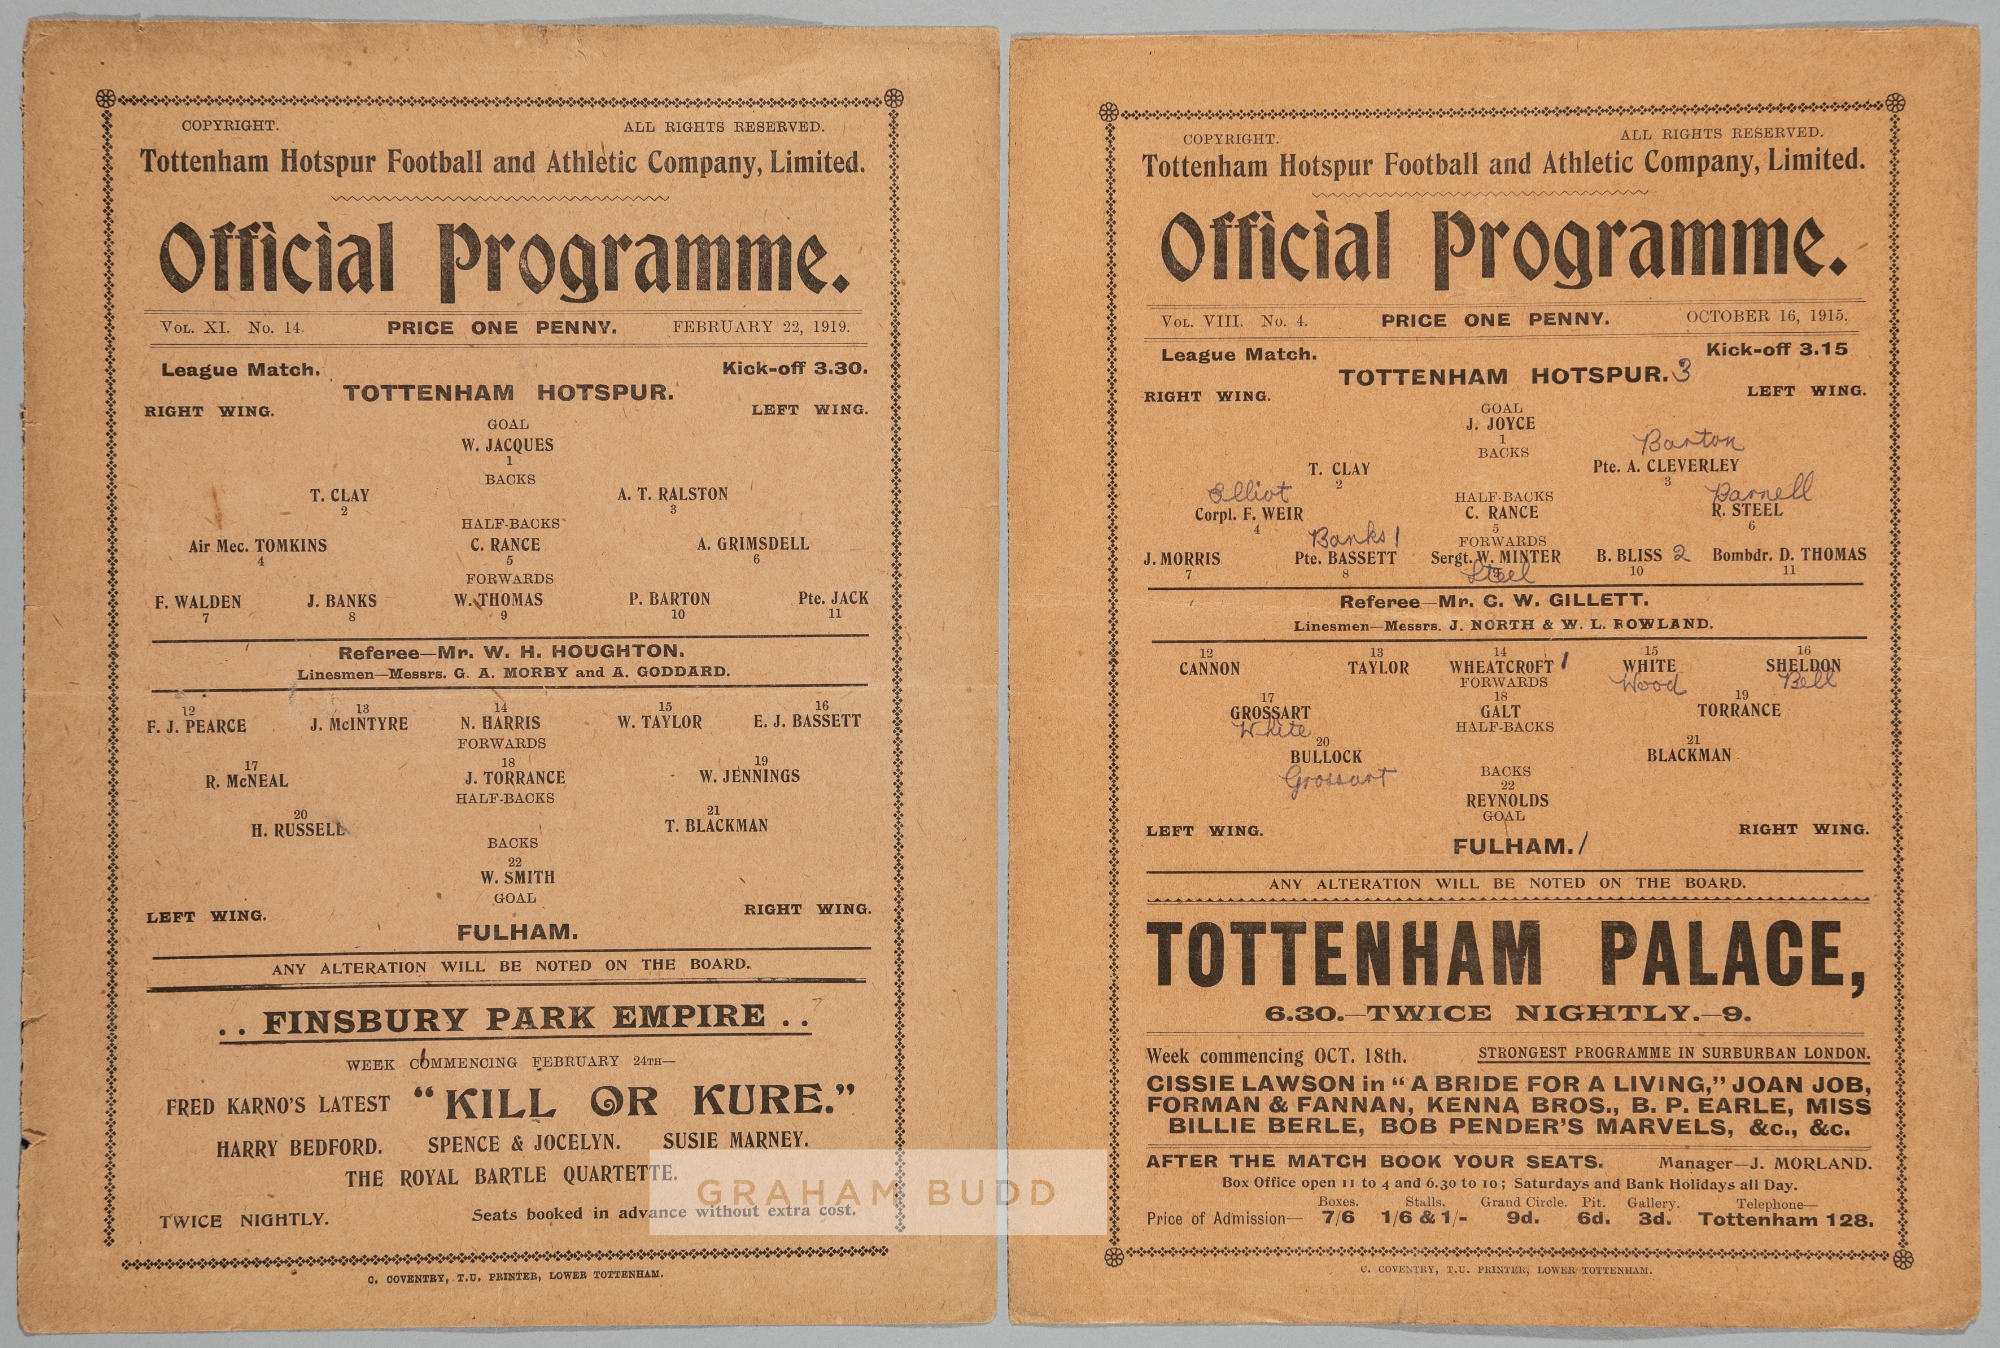 COPYRIGHT. ALL RIGHTS RESERVED.
Tottenham Hotspur Football and Athletic Company, Limited.
Official Programme.
VOL. XI. No. 14. PRICE ONE PENNY. FEBRUARY 22, 1919.
League Match. Kick-off 3.30.
TOTTENHAM HOTSPUR.
RIGHT WING. LEFT WING.
GOAL
W. JACQUES
1
BACKS
T. CLAY A. T. RALSTON
2 3
HALF-BACKS
Air Mec. TOMKINS C. RANCE A. GRIMSDELL
4 5 6
FORWARDS
F. WALDEN J. BANKS W. THOMAS P. BARTON Pte. JACK
7 8 9 10 11
Referee—Mr. W. H. HOUGHTON.
Linesmen—Messrs. G. A. MORBY and A. GODDARD.
12 13 14 15 16
F. J. PEARCE J. McINTYRE N. HARRIS W. TAYLOR E. J. BASSETT
FORWARDS
17 18 19
R. McNEAL J. TORRANCE W. JENNINGS
HALF-BACKS
20 21
H. RUSSELL T. BLACKMAN
BACKS
22
W. SMITH
GOAL
LEFT WING. RIGHT WING.
FULHAM.
ANY ALTERATION WILL BE NOTED ON THE BOARD.
.. FINSBURY PARK EMPIRE ..
WEEK COMMENCING FEBRUARY 24TH—
FRED KARNO'S LATEST "KILL OR KURE."
HARRY BEDFORD. SPENCE & JOCELYN. SUSIE MARNEY.
THE ROYAL BARTLE QUARTETTE.
TWICE NIGHTLY. Seats booked in advance without extra cost.
C. COVENTRY, T.U. PRINTER, LOWER TOTTENHAM.
GRAHAM BUDD
COPYRIGHT. ALL RIGHTS RESERVED.
Tottenham Hotspur Football and Athletic Company, Limited.
Official Programme.
VOL. VIII. No. 4. PRICE ONE PENNY. OCTOBER 16, 1915.
League Match. Kick-off 3.15
TOTTENHAM HOTSPUR. 3
RIGHT WING. LEFT WING.
GOAL
J. JOYCE
1
BACKS Barton
T. CLAY Pte. A. CLEVERLEY
2 3
Elliot HALF-BACKS Parnell
Corpl. F. WEIR C. RANCE R. STEEL
4 5 6
Banks 1 FORWARDS
J. MORRIS Pte. BASSETT Sergt. W. MINTER B. BLISS 2 Bombdr. D. THOMAS
7 8 9 Steel 10 11
Referee—Mr. C. W. GILLETT.
Linesmen—Messrs. J. NORTH & W. L. ROWLAND.
12 13 14 15 16
CANNON TAYLOR WHEATCROFT 1 WHITE SHELDON
FORWARDS Wood Bell
17 18 19
GROSSART GALT TORRANCE
White HALF-BACKS
20 21
BULLOCK BLACKMAN
Grossart BACKS
22
REYNOLDS
GOAL
LEFT WING. RIGHT WING.
FULHAM. 1
ANY ALTERATION WILL BE NOTED ON THE BOARD.
TOTTENHAM PALACE,
6.30.—TWICE NIGHTLY.—9.
Week commencing OCT. 18th. STRONGEST PROGRAMME IN SURBURBAN LONDON.
CISSIE LAWSON in "A BRIDE FOR A LIVING," JOAN JOB,
FORMAN & FANNAN, KENNA BROS., B. P. EARLE, MISS
BILLIE BERLE, BOB PENDER'S MARVELS, &c., &c.
AFTER THE MATCH BOOK YOUR SEATS. Manager—J. MORLAND.
Box Office open 11 to 4 and 6.30 to 10; Saturdays and Bank Holidays all Day.
Boxes. Stalls. Grand Circle. Pit. Gallery. Telephone—
Price of Admission— 7/6 1/6 & 1/- 9d. 6d. 3d. Tottenham 128.
C. COVENTRY, T.U. PRINTER, LOWER TOTTENHAM.